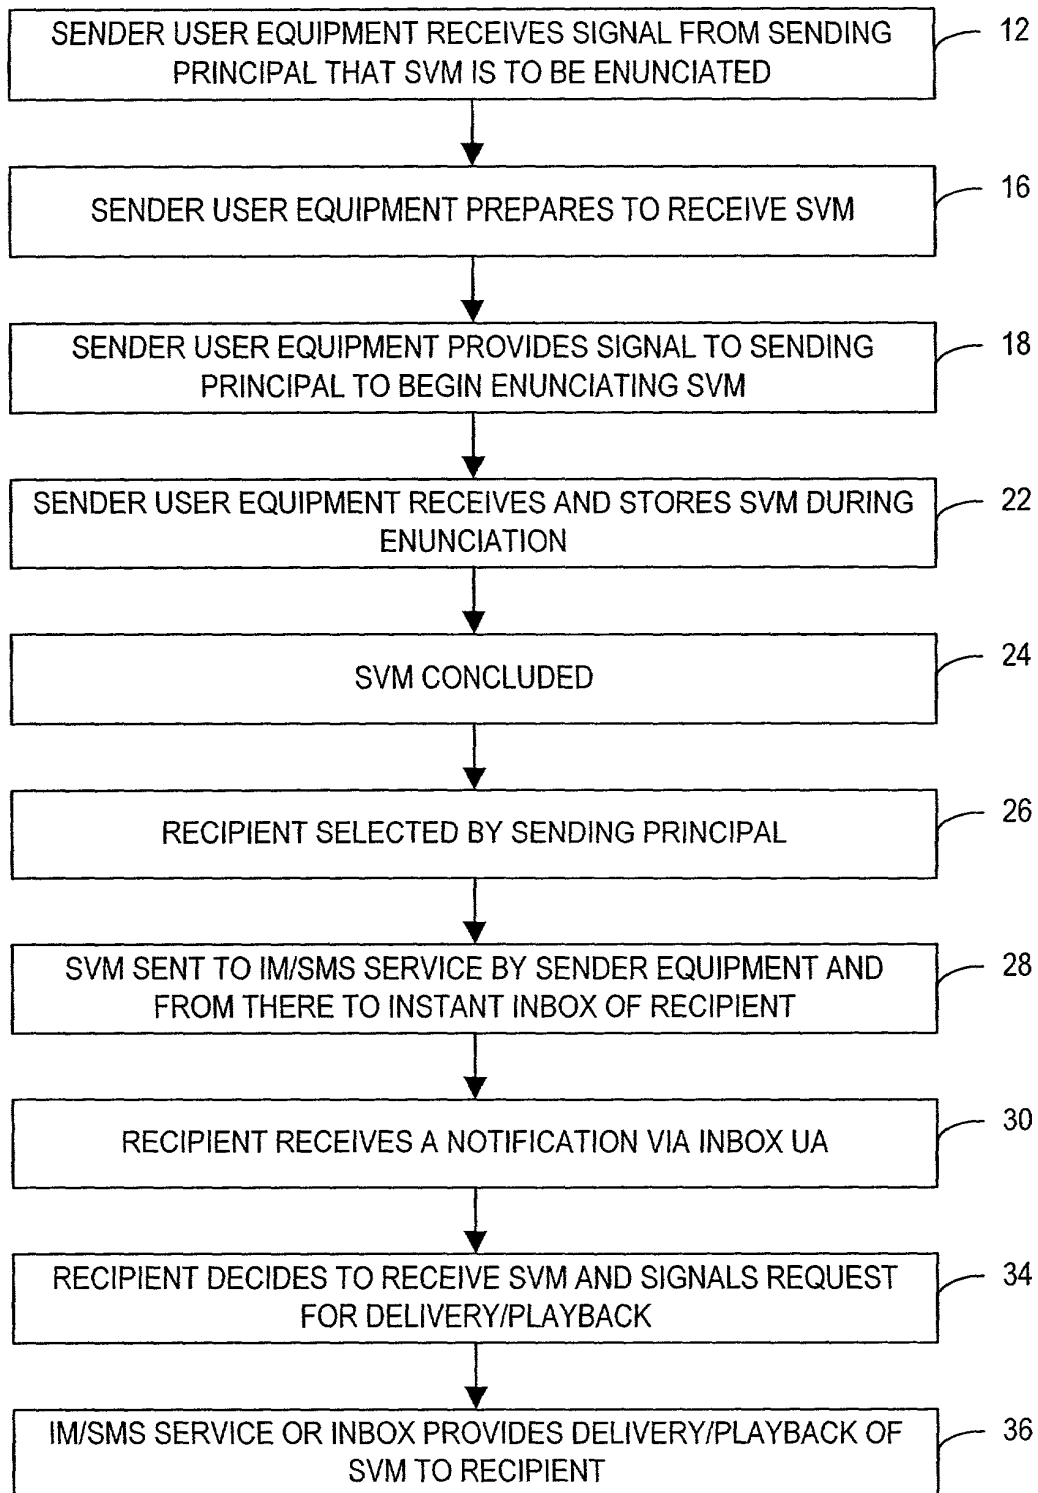 SENDER USER EQUIPMENT RECEIVES SIGNAL FROM SENDING
PRINCIPAL THAT SVM IS TO BE ENUNCIATED
12
SENDER USER EQUIPMENT PREPARES TO RECEIVE SVM
16
SENDER USER EQUIPMENT PROVIDES SIGNAL TO SENDING
PRINCIPAL TO BEGIN ENUNCIATING SVM
18
SENDER USER EQUIPMENT RECEIVES AND STORES SVM DURING
ENUNCIATION
22
SVM CONCLUDED
24
RECIPIENT SELECTED BY SENDING PRINCIPAL
26
SVM SENT TO IM/SMS SERVICE BY SENDER EQUIPMENT AND
FROM THERE TO INSTANT INBOX OF RECIPIENT
28
RECIPIENT RECEIVES A NOTIFICATION VIA INBOX UA
30
RECIPIENT DECIDES TO RECEIVE SVM AND SIGNALS REQUEST
FOR DELIVERY/PLAYBACK
34
IM/SMS SERVICE OR INBOX PROVIDES DELIVERY/PLAYBACK OF
SVM TO RECIPIENT
36